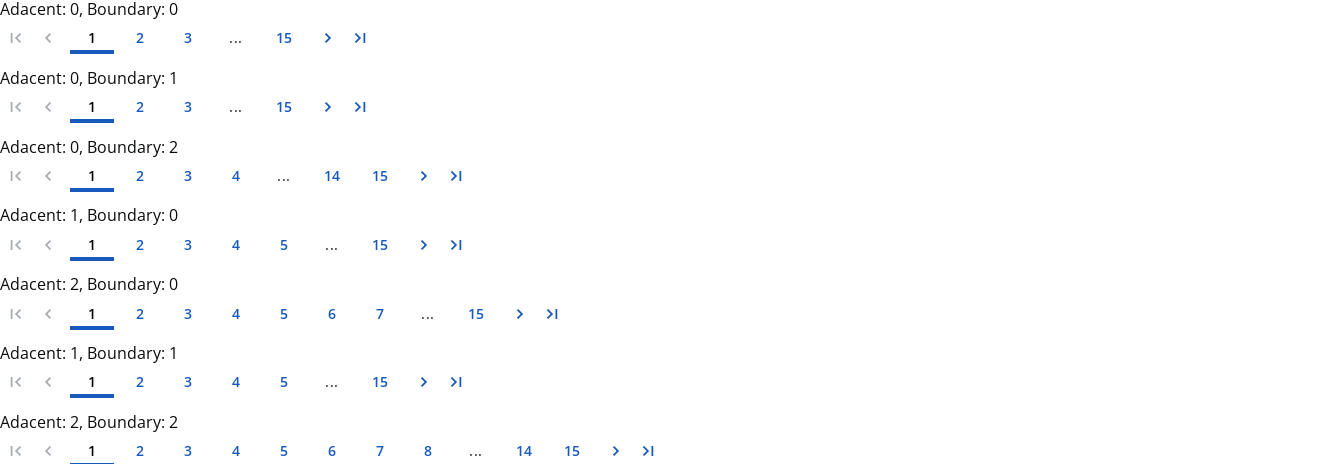 Adacent: 0, Boundary: 0
1 2 3 ... 15
Adacent: 0, Boundary: 1
1 2 3 ... 15
Adacent: 0, Boundary: 2
1 2 3 4 ... 14 15
Adacent: 1, Boundary: 0
1 2 3 4 5 ... 15
Adacent: 2, Boundary: 0
1 2 3 4 5 6 7 ... 15
Adacent: 1, Boundary: 1
1 2 3 4 5 ... 15
Adacent: 2, Boundary: 2
1 2 3 4 5 6 7 8 ... 14 15